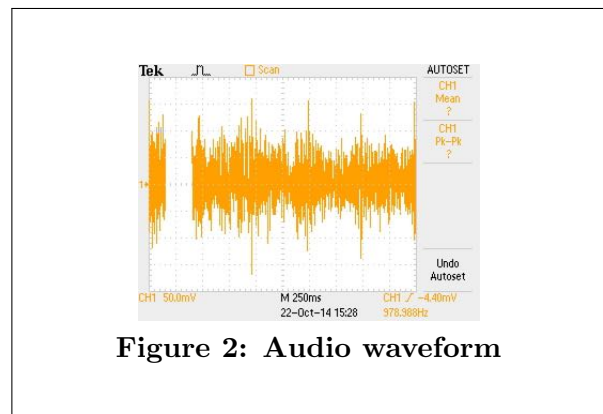 Tek Scan AUTOSET
CH1
Mean
?
CH1
Pk-Pk
?
1
Undo
Autoset
CH1 50.0mV M 250ms CH1 -4.40mV
22-Oct-14 15:28 978.988Hz
Figure 2: Audio waveform